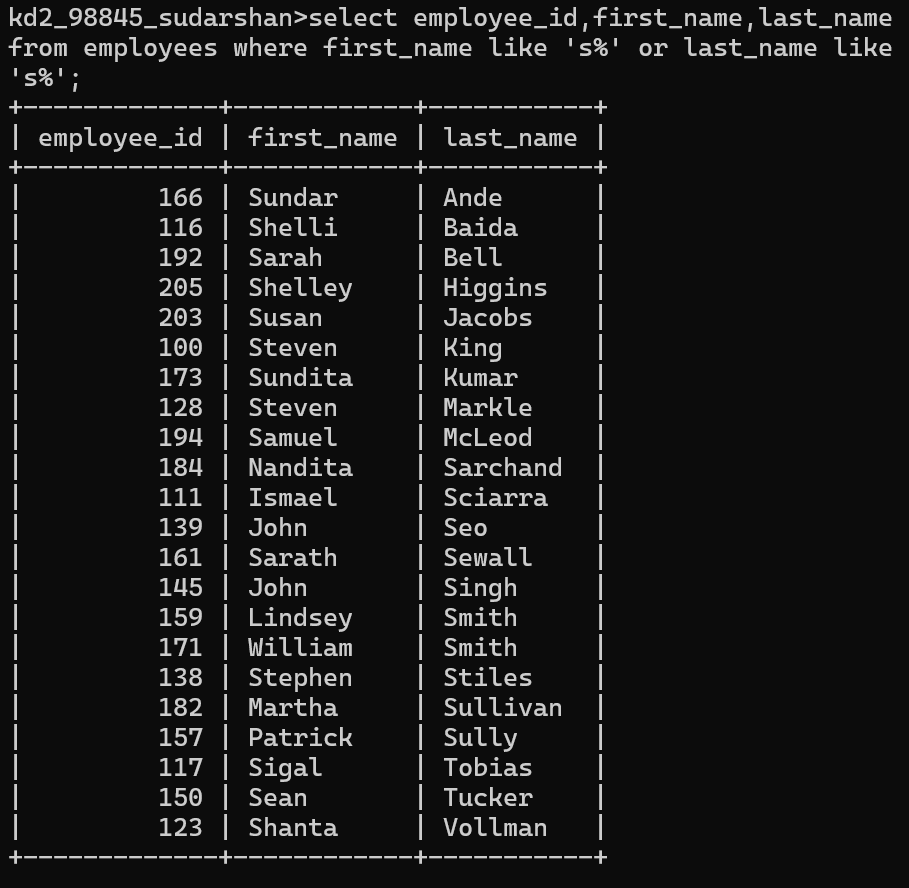 kd2_98845_sudarshan>select employee_id,first_name,last_name
from employees where first_name like 's%' or last_name like
's%';
+-------------+------------+-----------+
| employee_id | first_name | last_name |
+-------------+------------+-----------+
|         166 | Sundar     | Ande      |
|         116 | Shelli     | Baida     |
|         192 | Sarah      | Bell      |
|         205 | Shelley    | Higgins   |
|         203 | Susan      | Jacobs    |
|         100 | Steven     | King      |
|         173 | Sundita    | Kumar     |
|         128 | Steven     | Markle    |
|         194 | Samuel     | McLeod    |
|         184 | Nandita    | Sarchand  |
|         111 | Ismael     | Sciarra   |
|         139 | John       | Seo       |
|         161 | Sarath     | Sewall    |
|         145 | John       | Singh     |
|         159 | Lindsey    | Smith     |
|         171 | William    | Smith     |
|         138 | Stephen    | Stiles    |
|         182 | Martha     | Sullivan  |
|         157 | Patrick    | Sully     |
|         117 | Sigal      | Tobias    |
|         150 | Sean       | Tucker    |
|         123 | Shanta     | Vollman   |
+-------------+------------+-----------+